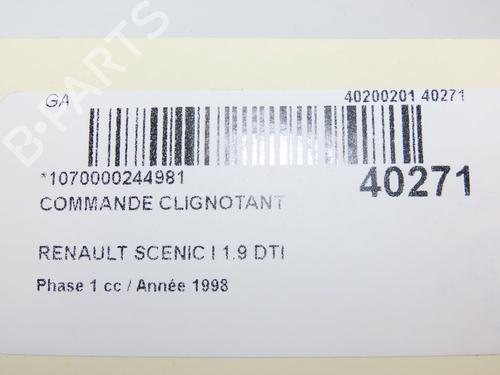 B-PARTS
GA
40200201 40271
*1070000244981
40271
COMMANDE CLIGNOTANT
RENAULT SCENIC I 1.9 DTI
Phase 1 cc / Année 1998